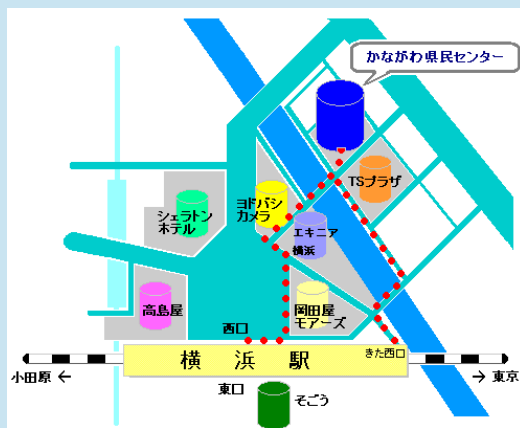 かながわ県民センター
TSプラザ
ヨドバシ
カメラ
シェラトン
ホテル
エキニア
横浜
高島屋
岡田屋
モアーズ
西口
きた西口
横浜駅
小田原 ←
→ 東京
東口
そごう